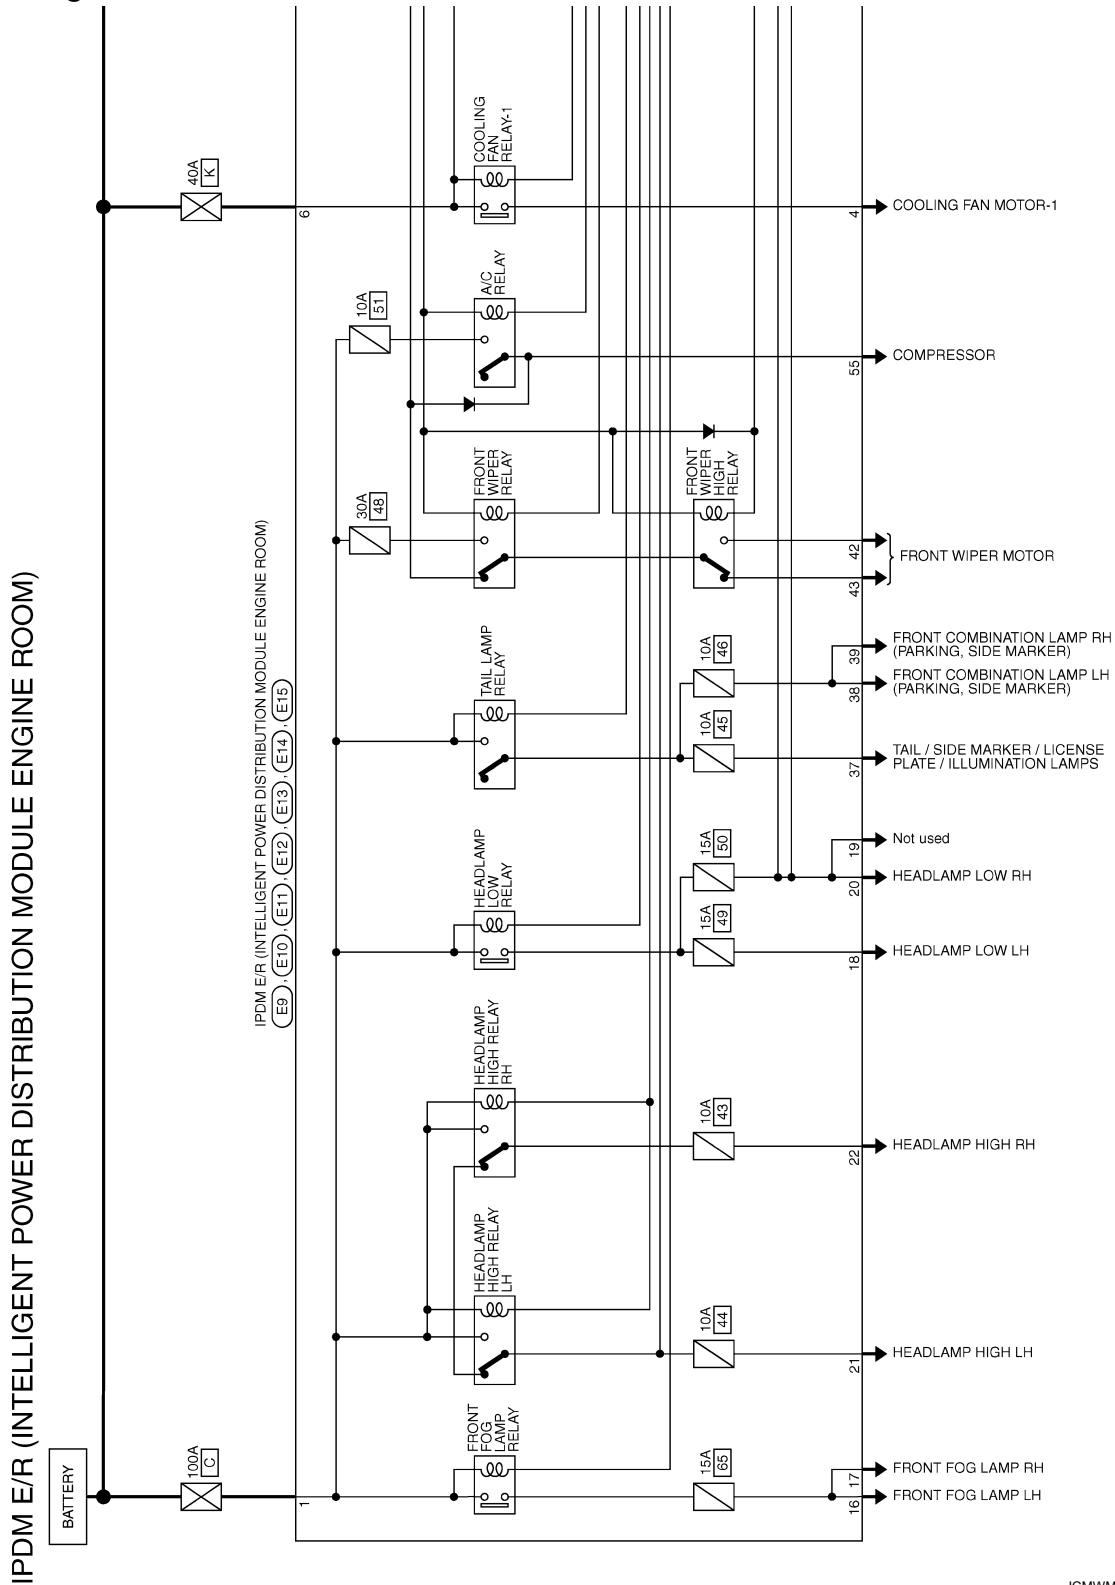 IPDM E/R (INTELLIGENT POWER DISTRIBUTION MODULE ENGINE ROOM)
BATTERY
100A
C
40A
K
IPDM E/R (INTELLIGENT POWER DISTRIBUTION MODULE ENGINE ROOM)
E9 , E10 , E11 , E12 , E13 , E14 , E15
6
COOLING
FAN
RELAY-1
4
COOLING FAN MOTOR-1
10A
51
A/C
RELAY
55
COMPRESSOR
30A
48
FRONT
WIPER
RELAY
FRONT
WIPER
HIGH
RELAY
42
43
FRONT WIPER MOTOR
TAIL LAMP
RELAY
10A
46
39
FRONT COMBINATION LAMP RH
(PARKING, SIDE MARKER)
38
FRONT COMBINATION LAMP LH
(PARKING, SIDE MARKER)
10A
45
37
TAIL / SIDE MARKER / LICENSE
PLATE / ILLUMINATION LAMPS
HEADLAMP
LOW
RELAY
15A
50
19
Not used
20
HEADLAMP LOW RH
15A
49
18
HEADLAMP LOW LH
HEADLAMP
HIGH RELAY
RH
10A
43
22
HEADLAMP HIGH RH
HEADLAMP
HIGH RELAY
LH
10A
44
21
HEADLAMP HIGH LH
1
FRONT
FOG
LAMP
RELAY
15A
65
17
FRONT FOG LAMP RH
16
FRONT FOG LAMP LH